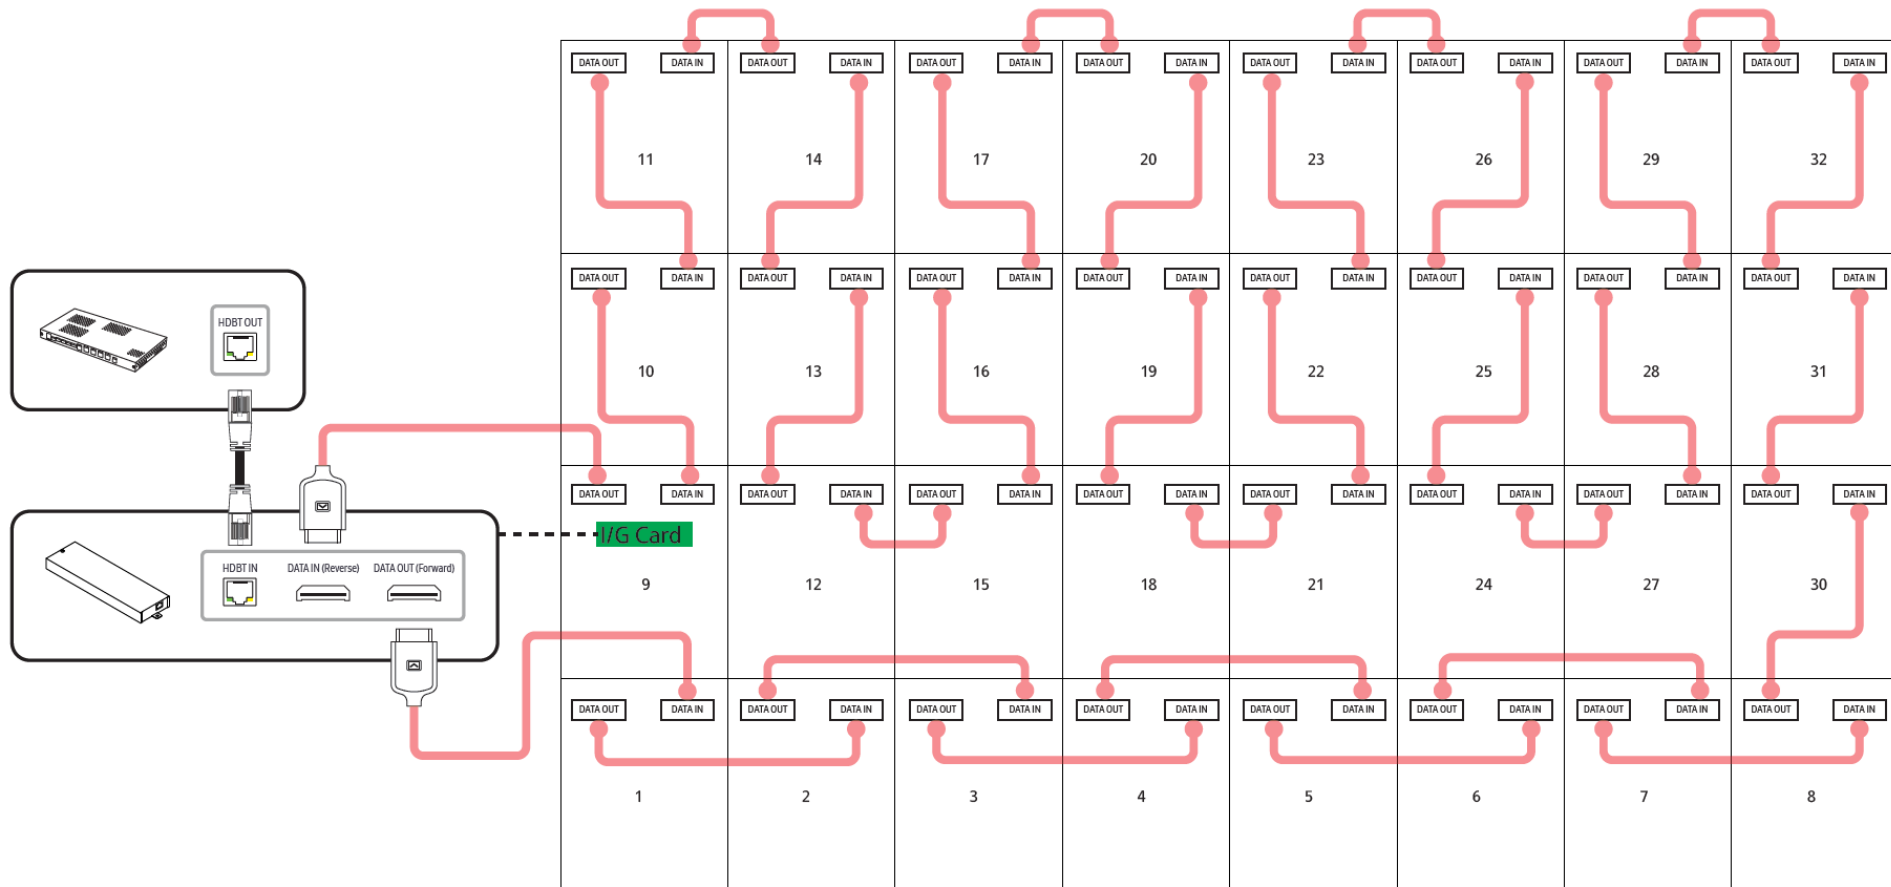 DATA OUT DATA IN DATA OUT DATA IN DATA OUT DATA IN DATA OUT DATA IN DATA OUT DATA IN DATA OUT DATA IN DATA OUT DATA IN DATA OUT DATA IN
11 14 17 20 23 26 29 32
DATA OUT DATA IN DATA OUT DATA IN DATA OUT DATA IN DATA OUT DATA IN DATA OUT DATA IN DATA OUT DATA IN DATA OUT DATA IN DATA OUT DATA IN
HDBT OUT
10 13 16 19 22 25 28 31
DATA OUT DATA IN DATA OUT DATA IN DATA OUT DATA IN DATA OUT DATA IN DATA OUT DATA IN DATA OUT DATA IN DATA OUT DATA IN DATA OUT DATA IN
I/G Card
HDBT IN DATA IN (Reverse) DATA OUT (Forward)
9 12 15 18 21 24 27 30
DATA OUT DATA IN DATA OUT DATA IN DATA OUT DATA IN DATA OUT DATA IN DATA OUT DATA IN DATA OUT DATA IN DATA OUT DATA IN DATA OUT DATA IN
1 2 3 4 5 6 7 8